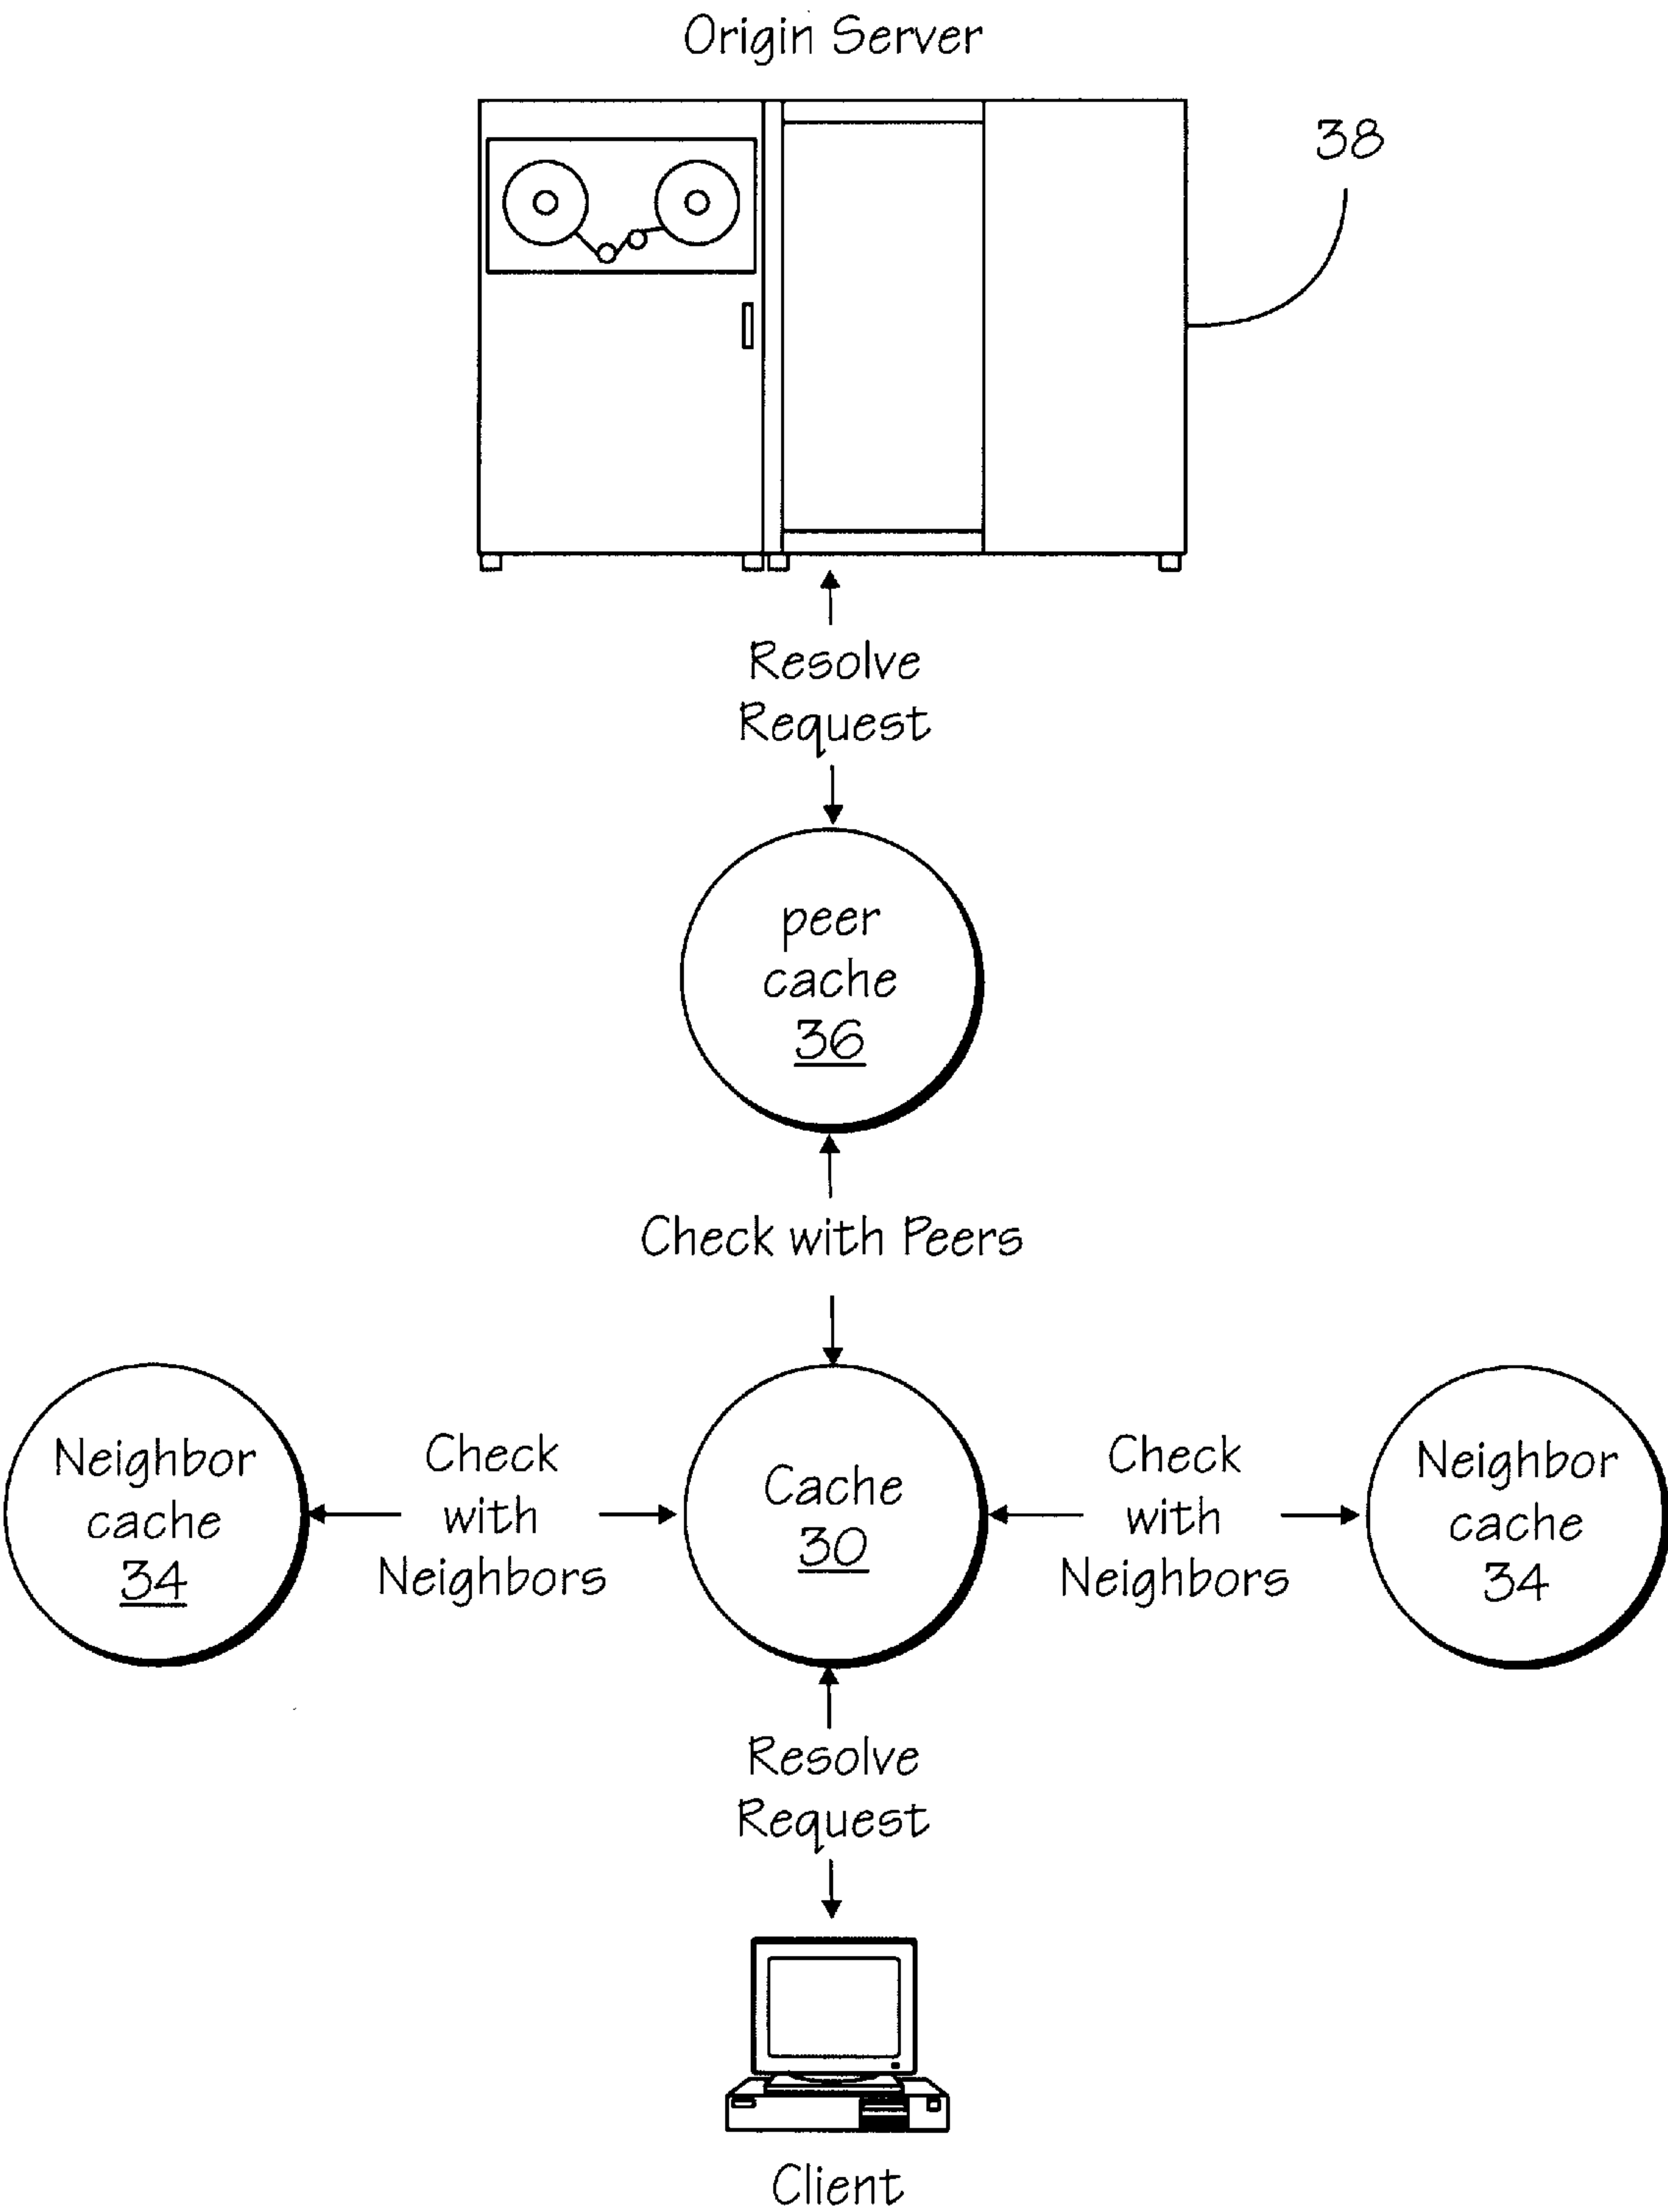 Origin Server
38
Resolve
Request
peer
cache
36
Check with Peers
Neighbor
cache
34
Check
with
Neighbors
Cache
30
Check
with
Neighbors
Neighbor
cache
34
Resolve
Request
Client